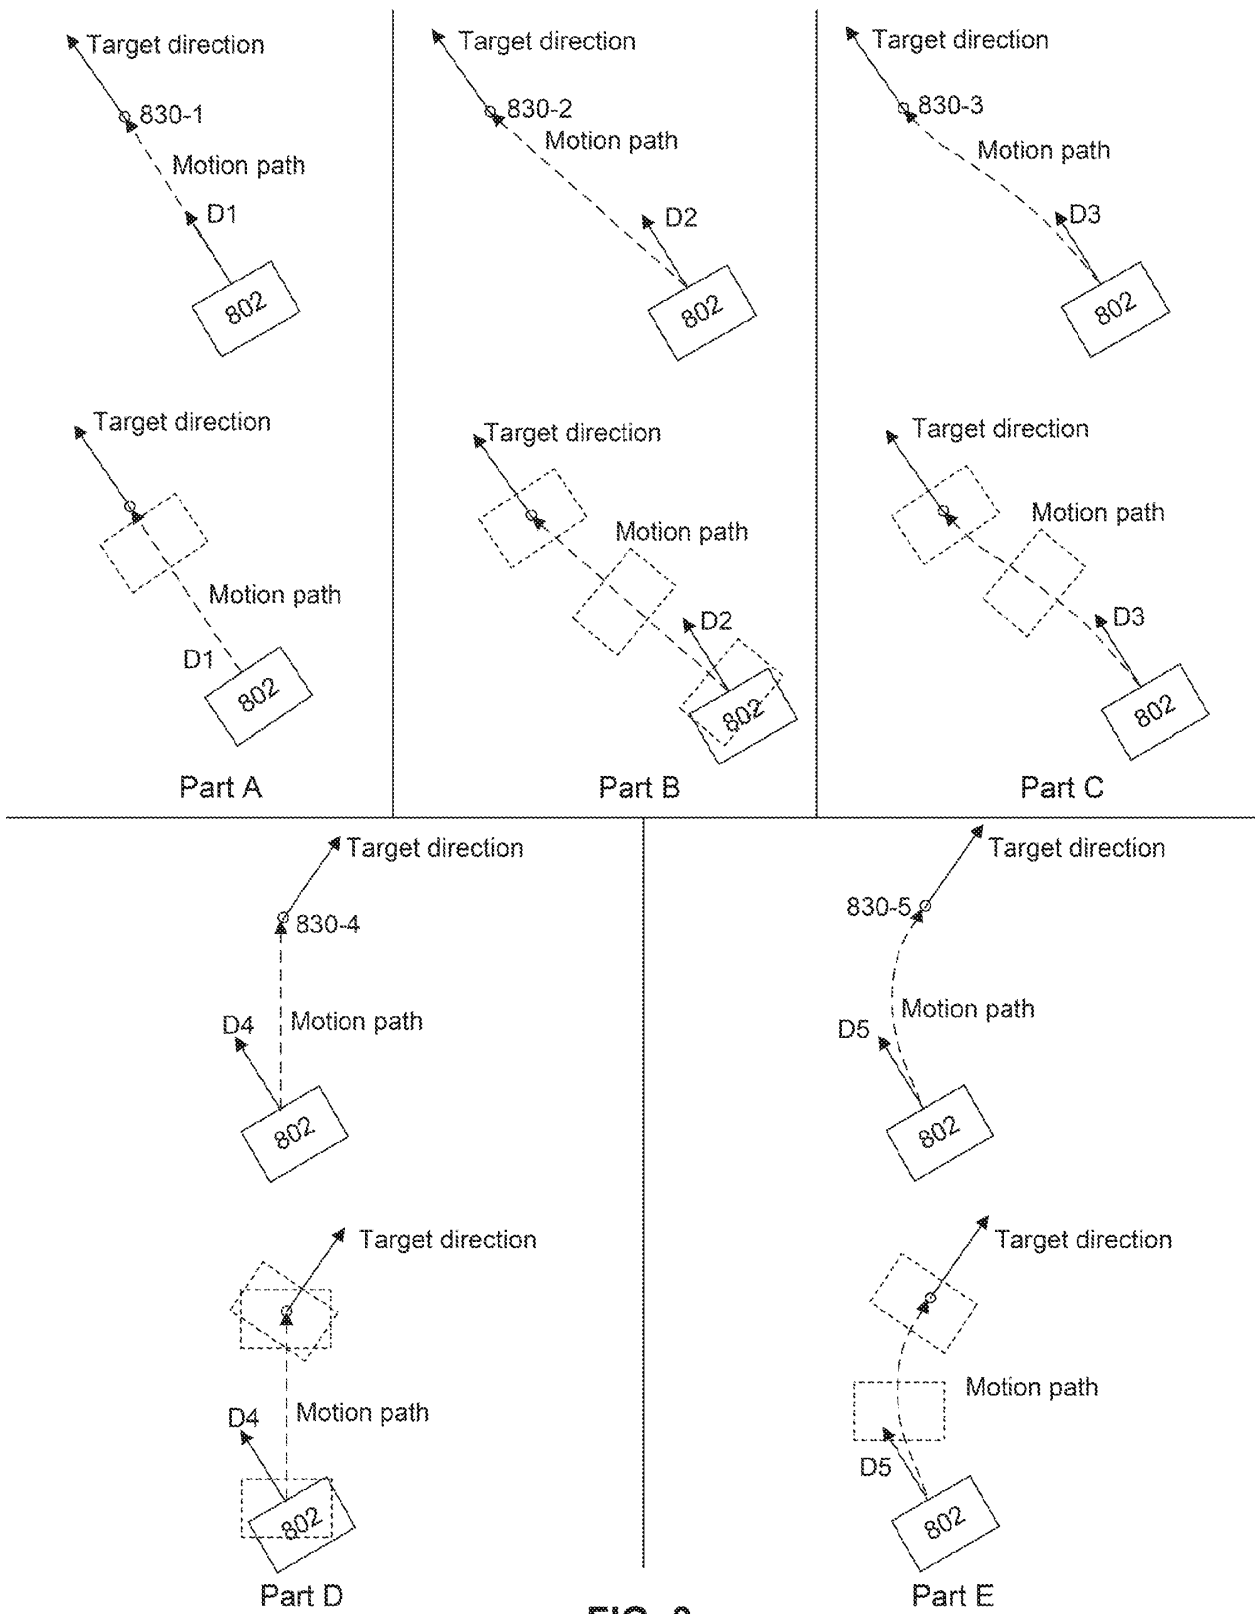 Target direction
830-1
Motion path
D1
802
Target direction
Motion path
D1
802
Part A
Target direction
830-2
Motion path
D2
802
Target direction
Motion path
D2
802
Part B
Target direction
830-3
Motion path
D3
802
Target direction
Motion path
D3
802
Part C
Target direction
830-4
Motion path
D4
802
Target direction
Motion path
D4
802
Part D
Target direction
830-5
Motion path
D5
802
Target direction
Motion path
D5
802
Part E